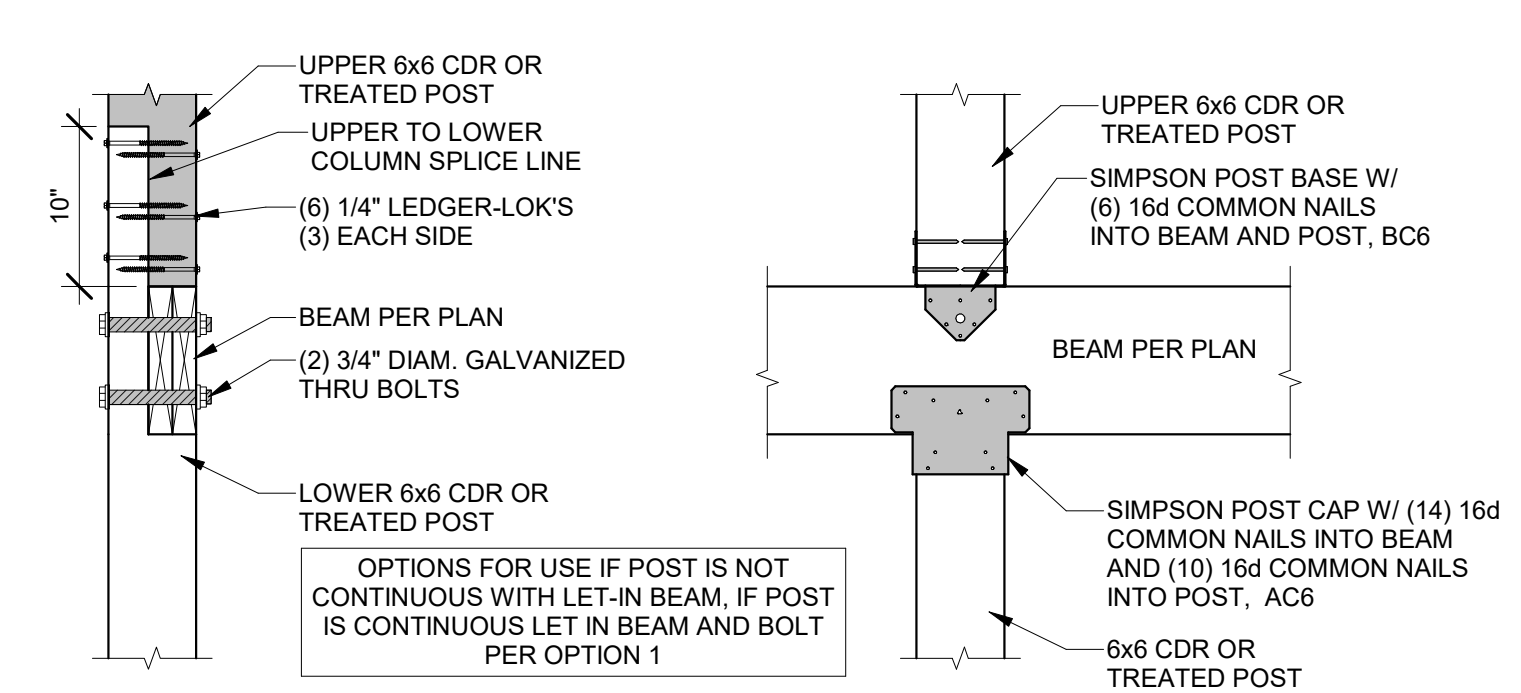 UPPER 6x6 CDR OR
TREATED POST
UPPER TO LOWER
COLUMN SPLICE LINE
10"
(6) 1/4" LEDGER-LOK'S
(3) EACH SIDE
BEAM PER PLAN
(2) 3/4" DIAM. GALVANIZED
THRU BOLTS
LOWER 6x6 CDR OR
TREATED POST
OPTIONS FOR USE IF POST IS NOT
CONTINUOUS WITH LET-IN BEAM, IF POST
IS CONTINUOUS LET IN BEAM AND BOLT
PER OPTION 1
UPPER 6x6 CDR OR
TREATED POST
SIMPSON POST BASE W/
(6) 16d COMMON NAILS
INTO BEAM AND POST, BC6
BEAM PER PLAN
SIMPSON POST CAP W/ (14) 16d
COMMON NAILS INTO BEAM
AND (10) 16d COMMON NAILS
INTO POST, AC6
6x6 CDR OR
TREATED POST